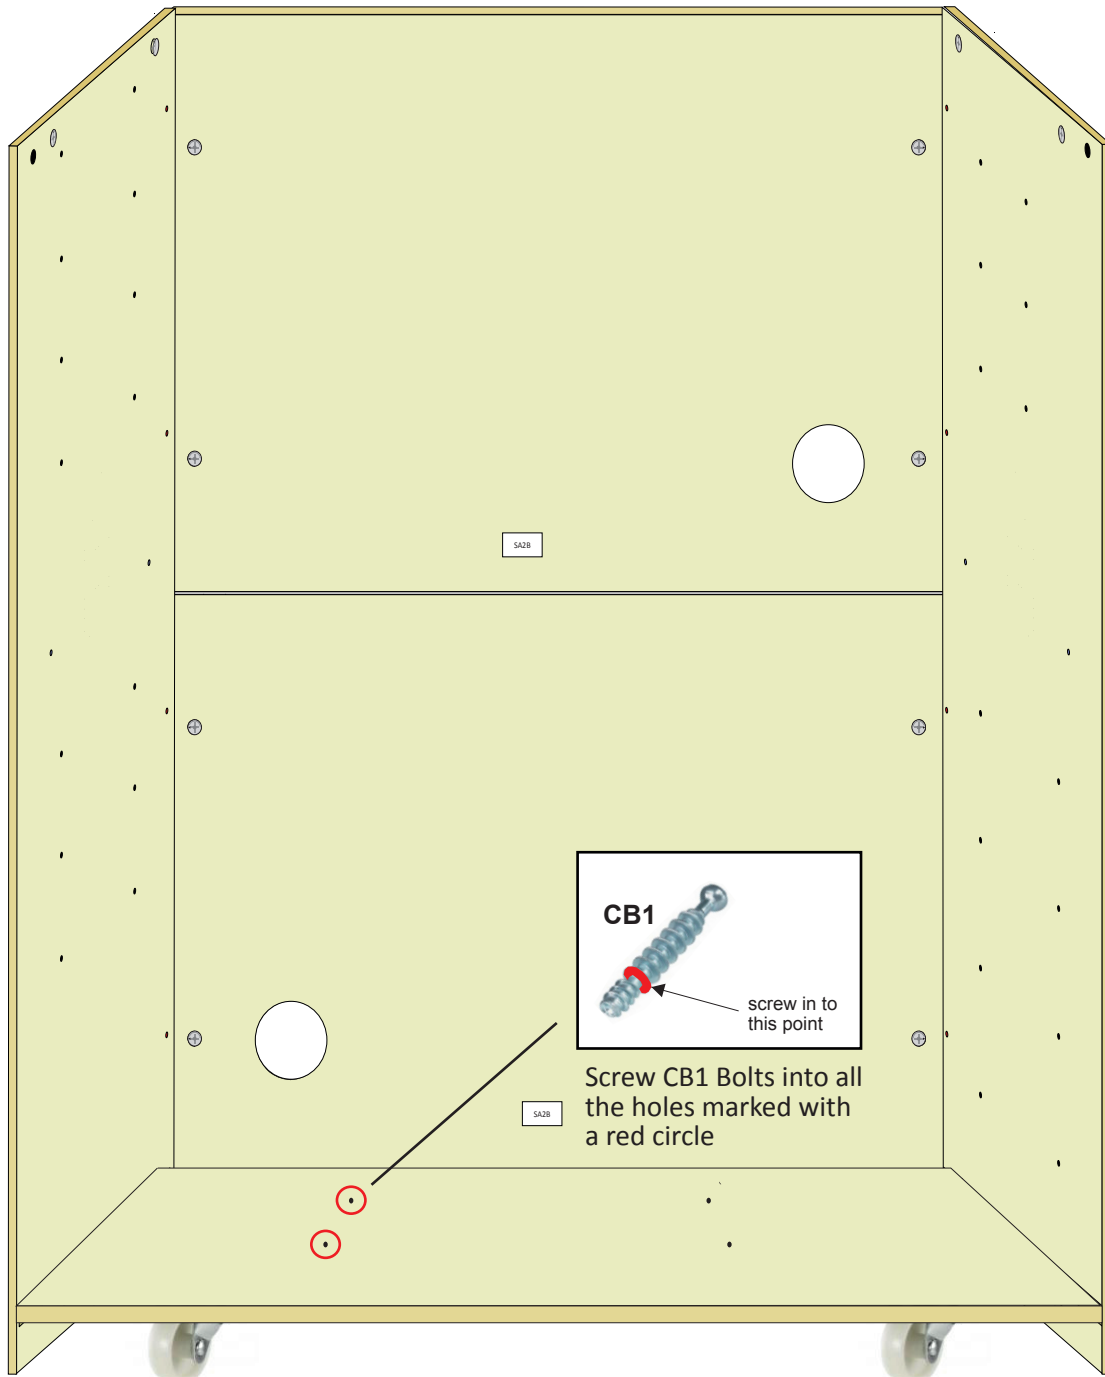 SA2B
CB1
screw in to
this point
Screw CB1 Bolts into all
the holes marked with
a red circle
SA2B